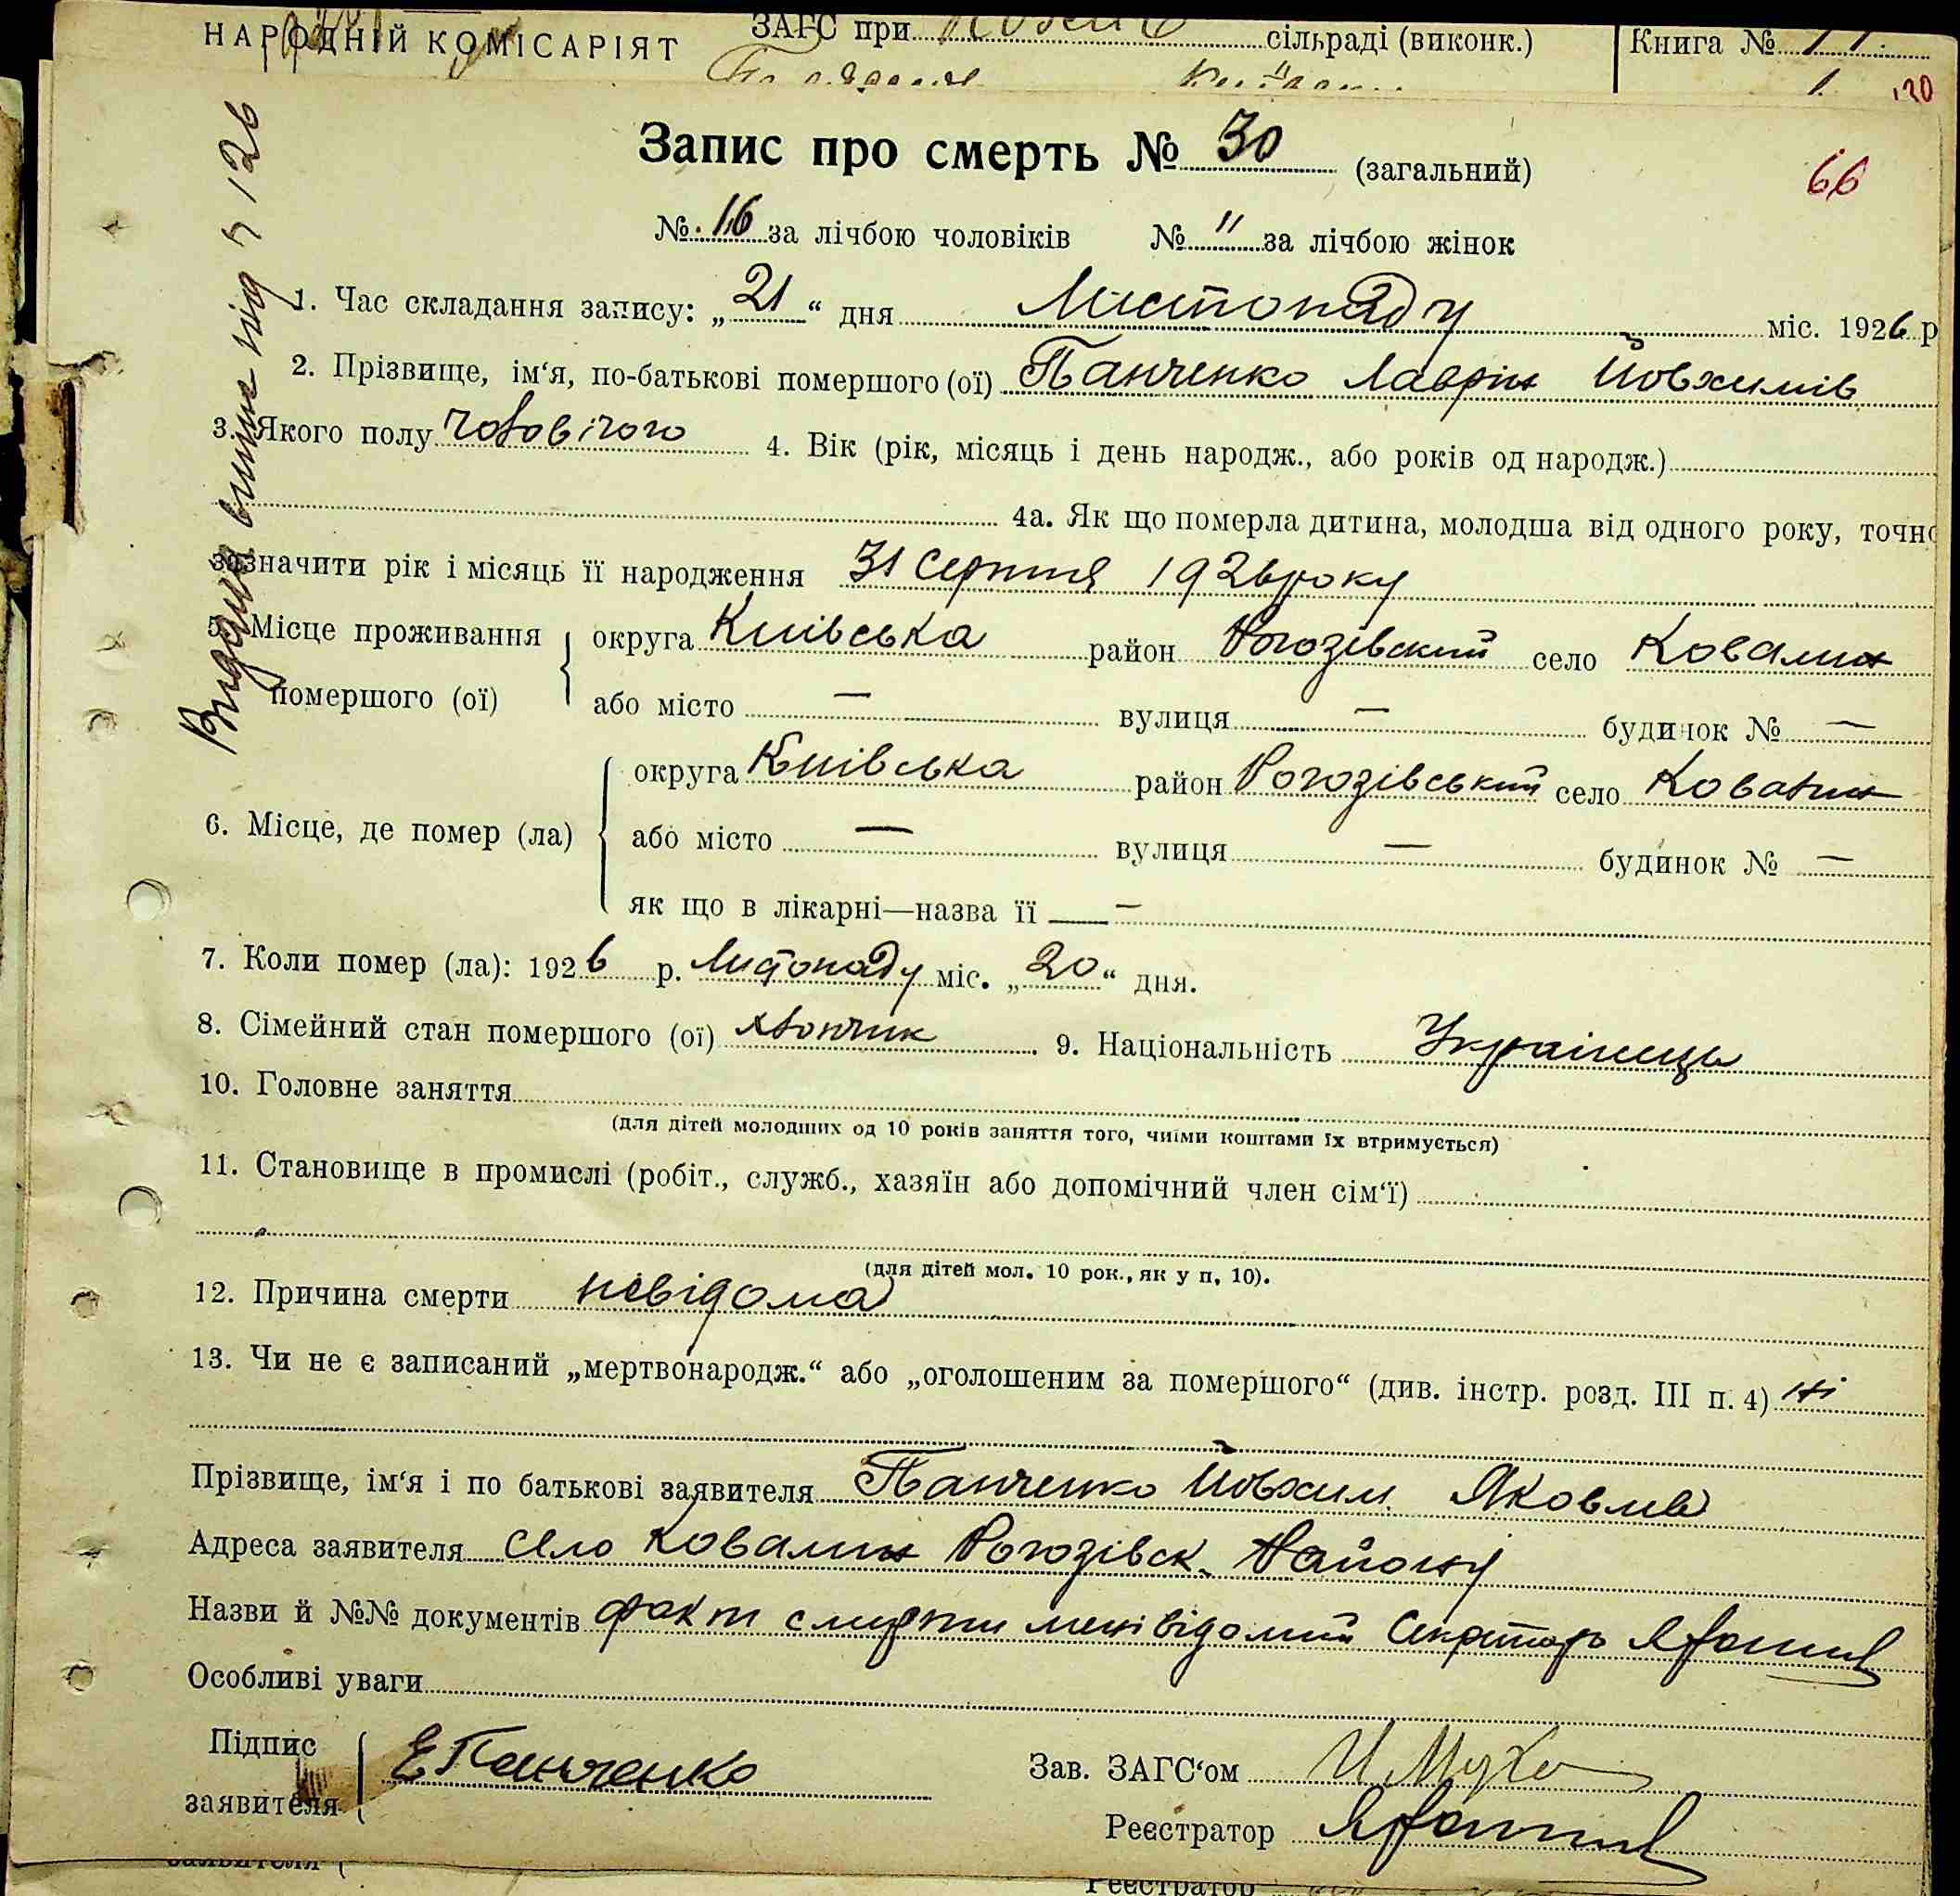 НАРОДНІЙ КОМІСАРІЯТ
ЗАГС при сільраді (виконк.)
Книга №
120
Запис про смерть № 30 (загальний)
66
№ 16 за лічбою чоловіків № " за лічбою жінок
1. Час складання запису: „21“ дня Листопаду міс. 1926 р
2. Прізвище, ім‘я, по-батькові помершого (ої) Панченко Лаврін Йовхимів
3. Якого полу чоловічого 4. Вік (рік, місяць і день народж., або років од народж.)
4а. Як що померла дитина, молодша від одного року, точно
зазначити рік і місяць її народження 31 серпня 1926 року
5. Місце проживання помершого (ої)
округа Київська район Рогозівский село Ковалин
або місто — вулиця — будинок № —
6. Місце, де помер (ла)
округа Київська район Рогозівський село Ковалин
або місто — вулиця — будинок № —
як що в лікарні—назва її —
7. Коли помер (ла): 1926 р. Листопаду міс. „20“ дня.
8. Сімейний стан помершого (ої) хлопчик 9. Національність Українець
10. Головне заняття
(для дітей молодших од 10 років заняття того, чиїми коштами їх втримується)
11. Становище в промислі (робіт., служб., хазяїн або допомічний член сім‘ї)
(для дітей мол. 10 рок., як у п. 10).
12. Причина смерти невідома
13. Чи не є записаний „мертвонародж.“ або „оголошеним за помершого“ (див. інстр. розд. III п. 4) ні
Прізвище, ім‘я і по батькові заявителя Панченко Йовхим Яковлев
Адреса заявителя село Ковалин Рогозівск. Району
Назви й №№ документів факт смерти мені відомий Секретарь
Особливі уваги
Підпис заявителя Е Панченко
Зав. ЗАГС‘ом И Муха
Реєстратор
заявителя
Реєстратор